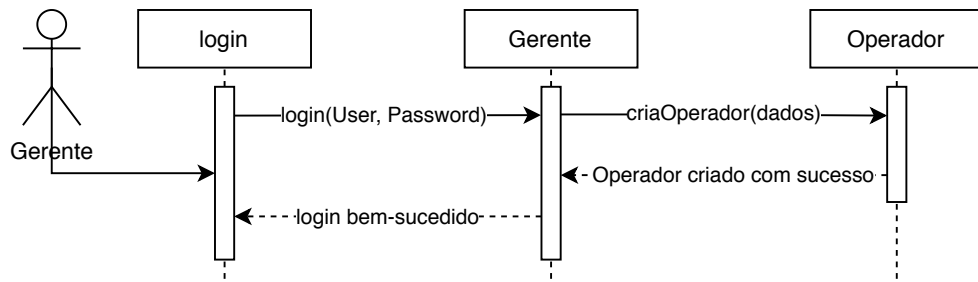 login
Gerente
Operador
Gerente
login(User, Password)
criaOperador(dados)
Operador criado com sucesso
login bem-sucedido